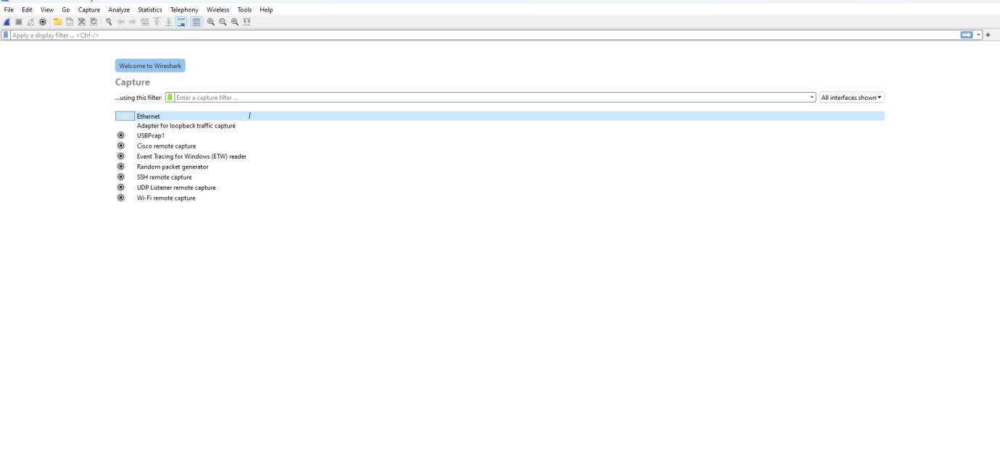 File Edit View Go Capture Analyze Statistics Telephony Wireless Tools Help
Apply a display filter ... <Ctrl-/>
Welcome to Wireshark
Capture
...using this filter: Enter a capture filter ... All interfaces shown
Ethernet
Adapter for loopback traffic capture
USBPcap1
Cisco remote capture
Event Tracing for Windows (ETW) reader
Random packet generator
SSH remote capture
UDP Listener remote capture
Wi-Fi remote capture